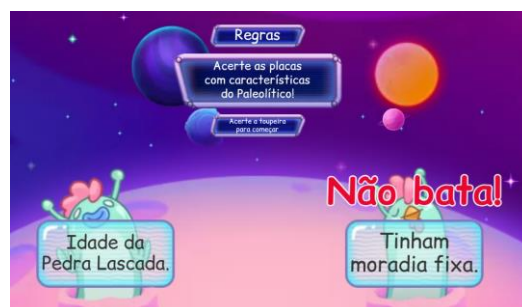 Regras
Acerte as placas
com características
do Paleolítico!
Acerte a toupeira
para começar
Não bata!
Idade da
Pedra Lascada.
Tinham
moradia fixa.